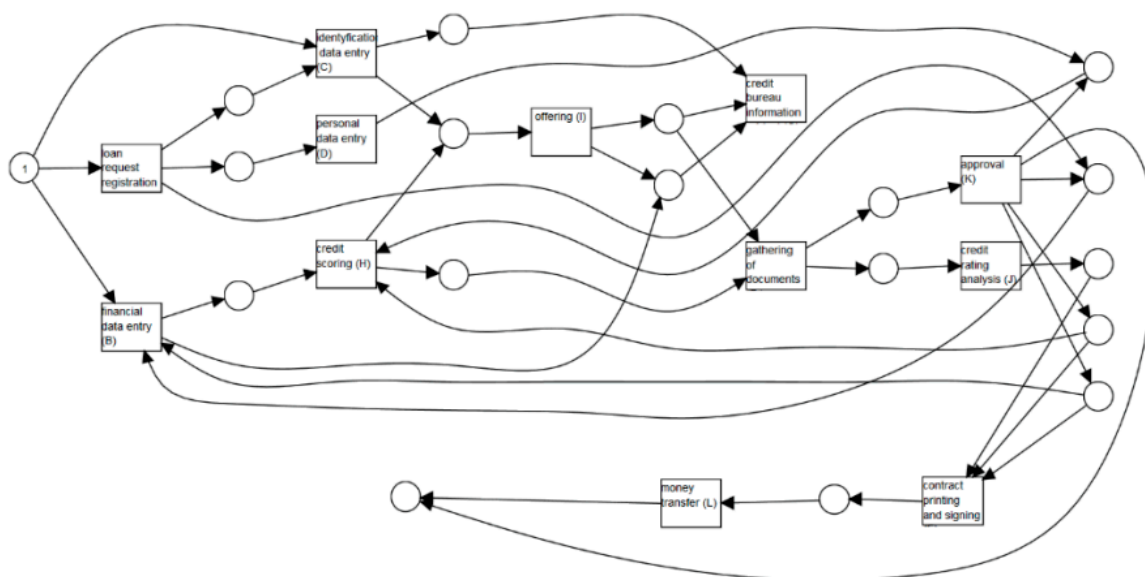 1
loan
request
registration
financial
data entry
(B)
identyficatio
data entry
(C)
personal
data entry
(D)
credit
scoring (H)
offering (I)
credit
bureau
information
gathering
of
documents
approval
(K)
credit
rating
analysis (J)
money
transfer (L)
contract
printing
and signing